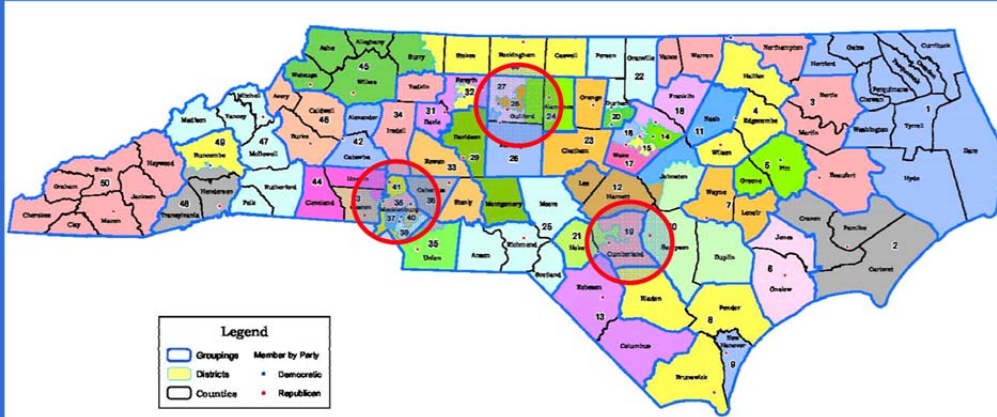 Ashe
Alleghany
Surry
Stokes
Rockingham
Caswell
Person
Granville
22
Vance
Warren
Northampton
Gates
Currituck
Hertford
Perquimans
Chowan
Watauga
45
Wilkes
Yadkin
Forsyth
32
27
28
Guilford
24
Orange
Durham
20
Franklin
18
Halifax
4
Edgecombe
3
Bertie
Martin
1
Washington
Tyrrell
Dare
Hyde
Mitchell
Avery
Caldwell
46
Alexander
34
Iredell
31
Davie
Davidson
29
26
Chatham
23
16
14
15
Wake
17
Nash
11
Wilson
Johnston
5
Pitt
Greene
Beaufort
Madison
Yancey
Burke
42
Catawba
Rowan
33
Buncombe
49
McDowell
47
Haywood
Swain
50
Graham
Jackson
Cherokee
Macon
Clay
Henderson
48
Transylvania
Polk
Rutherford
44
Cleveland
Lincoln
Gaston
41
38
Mecklenburg
37
40
39
Cabarrus
36
Stanly
Montgomery
Moore
Lee
12
Harnett
Wayne
7
Lenoir
Craven
Pamlico
2
Carteret
Jones
6
Onslow
35
Union
Anson
Richmond
25
Scotland
21
Hoke
19
Cumberland
Sampson
Duplin
Robeson
13
Bladen
Pender
8
New
Hanover
9
Columbus
Brunswick
Legend
Groupings
Member by Party
Districts
Democratic
Counties
Republican